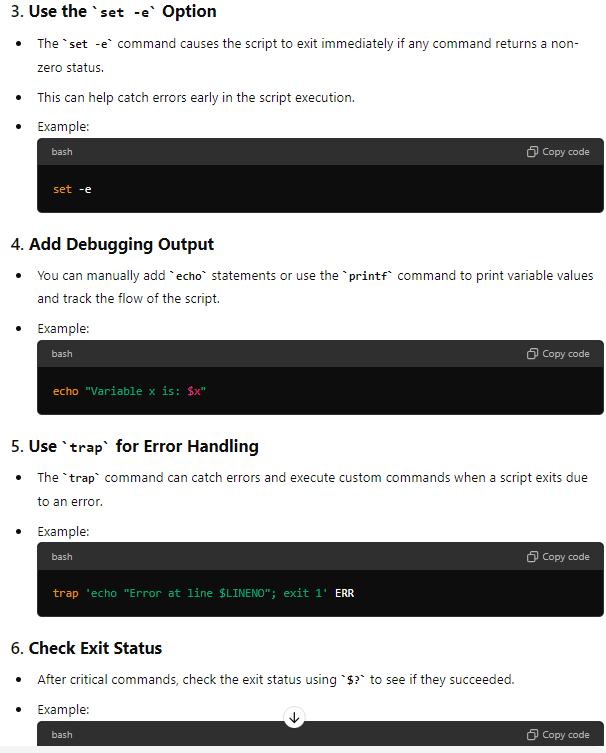 3. Use the `set -e` Option
• The `set -e` command causes the script to exit immediately if any command returns a non-
zero status.
• This can help catch errors early in the script execution.
• Example:
bash Copy code
set -e
4. Add Debugging Output
• You can manually add `echo` statements or use the `printf` command to print variable values
and track the flow of the script.
• Example:
bash Copy code
echo "Variable x is: $x"
5. Use `trap` for Error Handling
• The `trap` command can catch errors and execute custom commands when a script exits due
to an error.
• Example:
bash Copy code
trap 'echo "Error at line $LINENO"; exit 1' ERR
6. Check Exit Status
• After critical commands, check the exit status using `$?` to see if they succeeded.
• Example:
bash Copy code